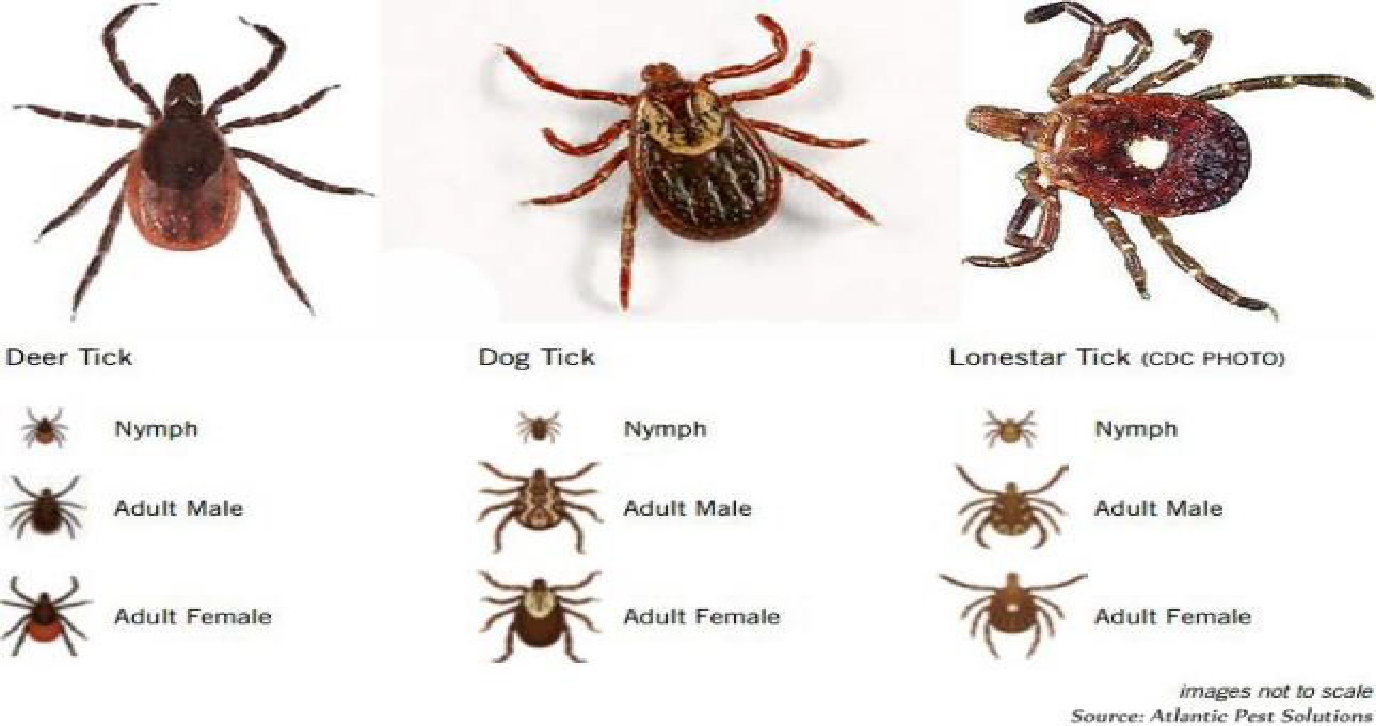 Deer Tick
Nymph
Adult Male
Adult Female
Dog Tick
Nymph
Adult Male
Adult Female
Lonestar Tick (CDC PHOTO)
Nymph
Adult Male
Adult Female
images not to scale
Source: Atlantic Pest Solutions